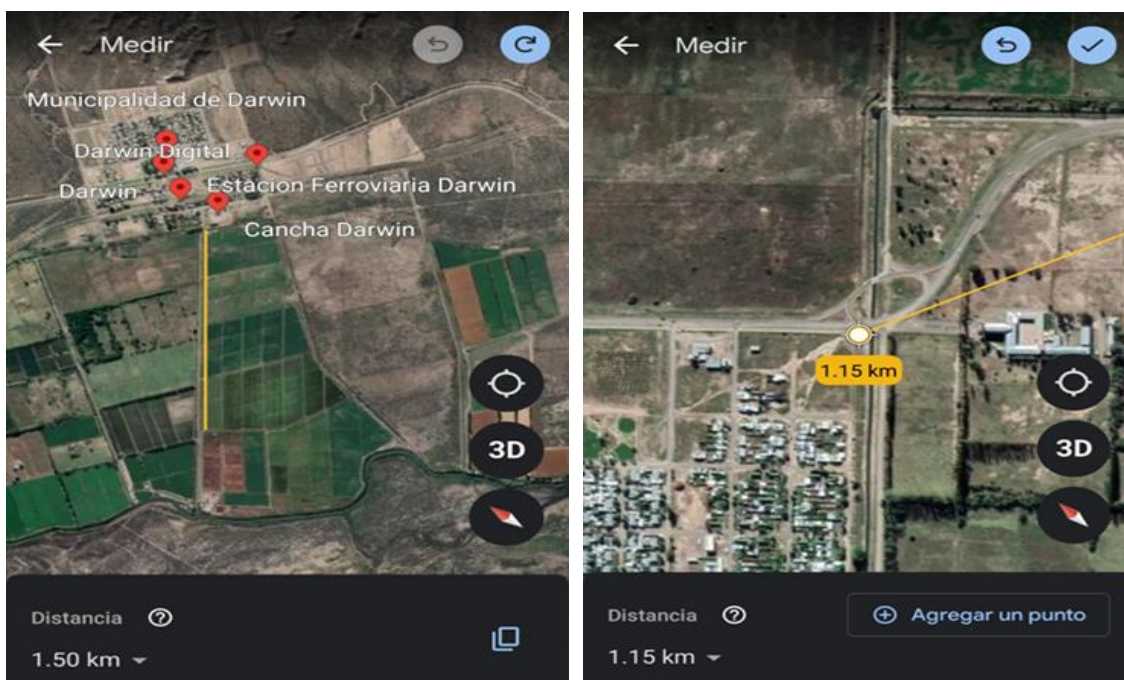 Medir
Municipalidad de Darwin
Darwin Digital
Darwin
Estacion Ferroviaria Darwin
Cancha Darwin
3D
Distancia
1.50 km
Medir
1.15 km
3D
Distancia
Agregar un punto
1.15 km